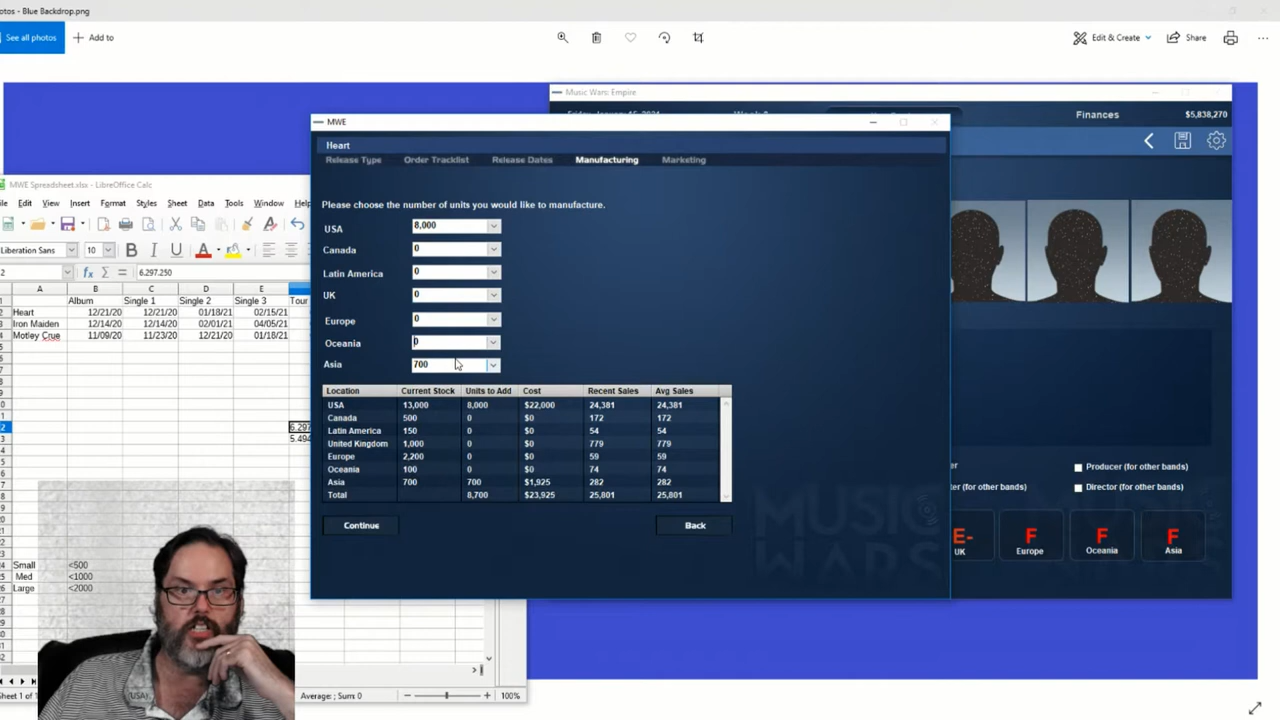 otos - Blue Backdrop.png
See all photos
Add to
Edit & Create
Share
Music Wars: Empire
Finances
$5,838,270
MWE
Heart
Release Type
Order Tracklist
Release Dates
Manufacturing
Marketing
Please choose the number of units you would like to manufacture.
USA 8,000
Canada 0
Latin America 0
UK 0
Europe 0
Oceania 0
Asia 700
Location Current Stock Units to Add Cost Recent Sales Avg Sales
USA 13,000 8,000 $22,000 24,381 24,381
Canada 500 0 $0 172 172
Latin America 150 0 $0 54 54
United Kingdom 1,000 0 $0 779 779
Europe 2,200 0 $0 59 59
Oceania 100 0 $0 74 74
Asia 700 700 $1,925 282 282
Total 8,700 $23,925 25,801 25,801
Continue
Back
MWE Spreadsheet.xlsx - LibreOffice Calc
File Edit View Insert Format Styles Sheet Data Tools Window
Liberation Sans
10
B I U A
6.297.250
A B C D E
Album Single 1 Single 2 Single 3 Tour
Heart 12/21/20 12/21/20 01/18/21 02/15/21
Iron Maiden 12/14/20 12/14/20 02/01/21 04/05/21
Motley Crue 11/09/20 11/23/20 12/21/20 01/18/21
6.297
5.494
Small <500
Med <1000
Large <2000
Average: ; Sum: 0
100%
Producer (for other bands)
ter (for other bands)
Director (for other bands)
E-
UK
F
Europe
F
Oceania
F
Asia
MUSIC
WARS